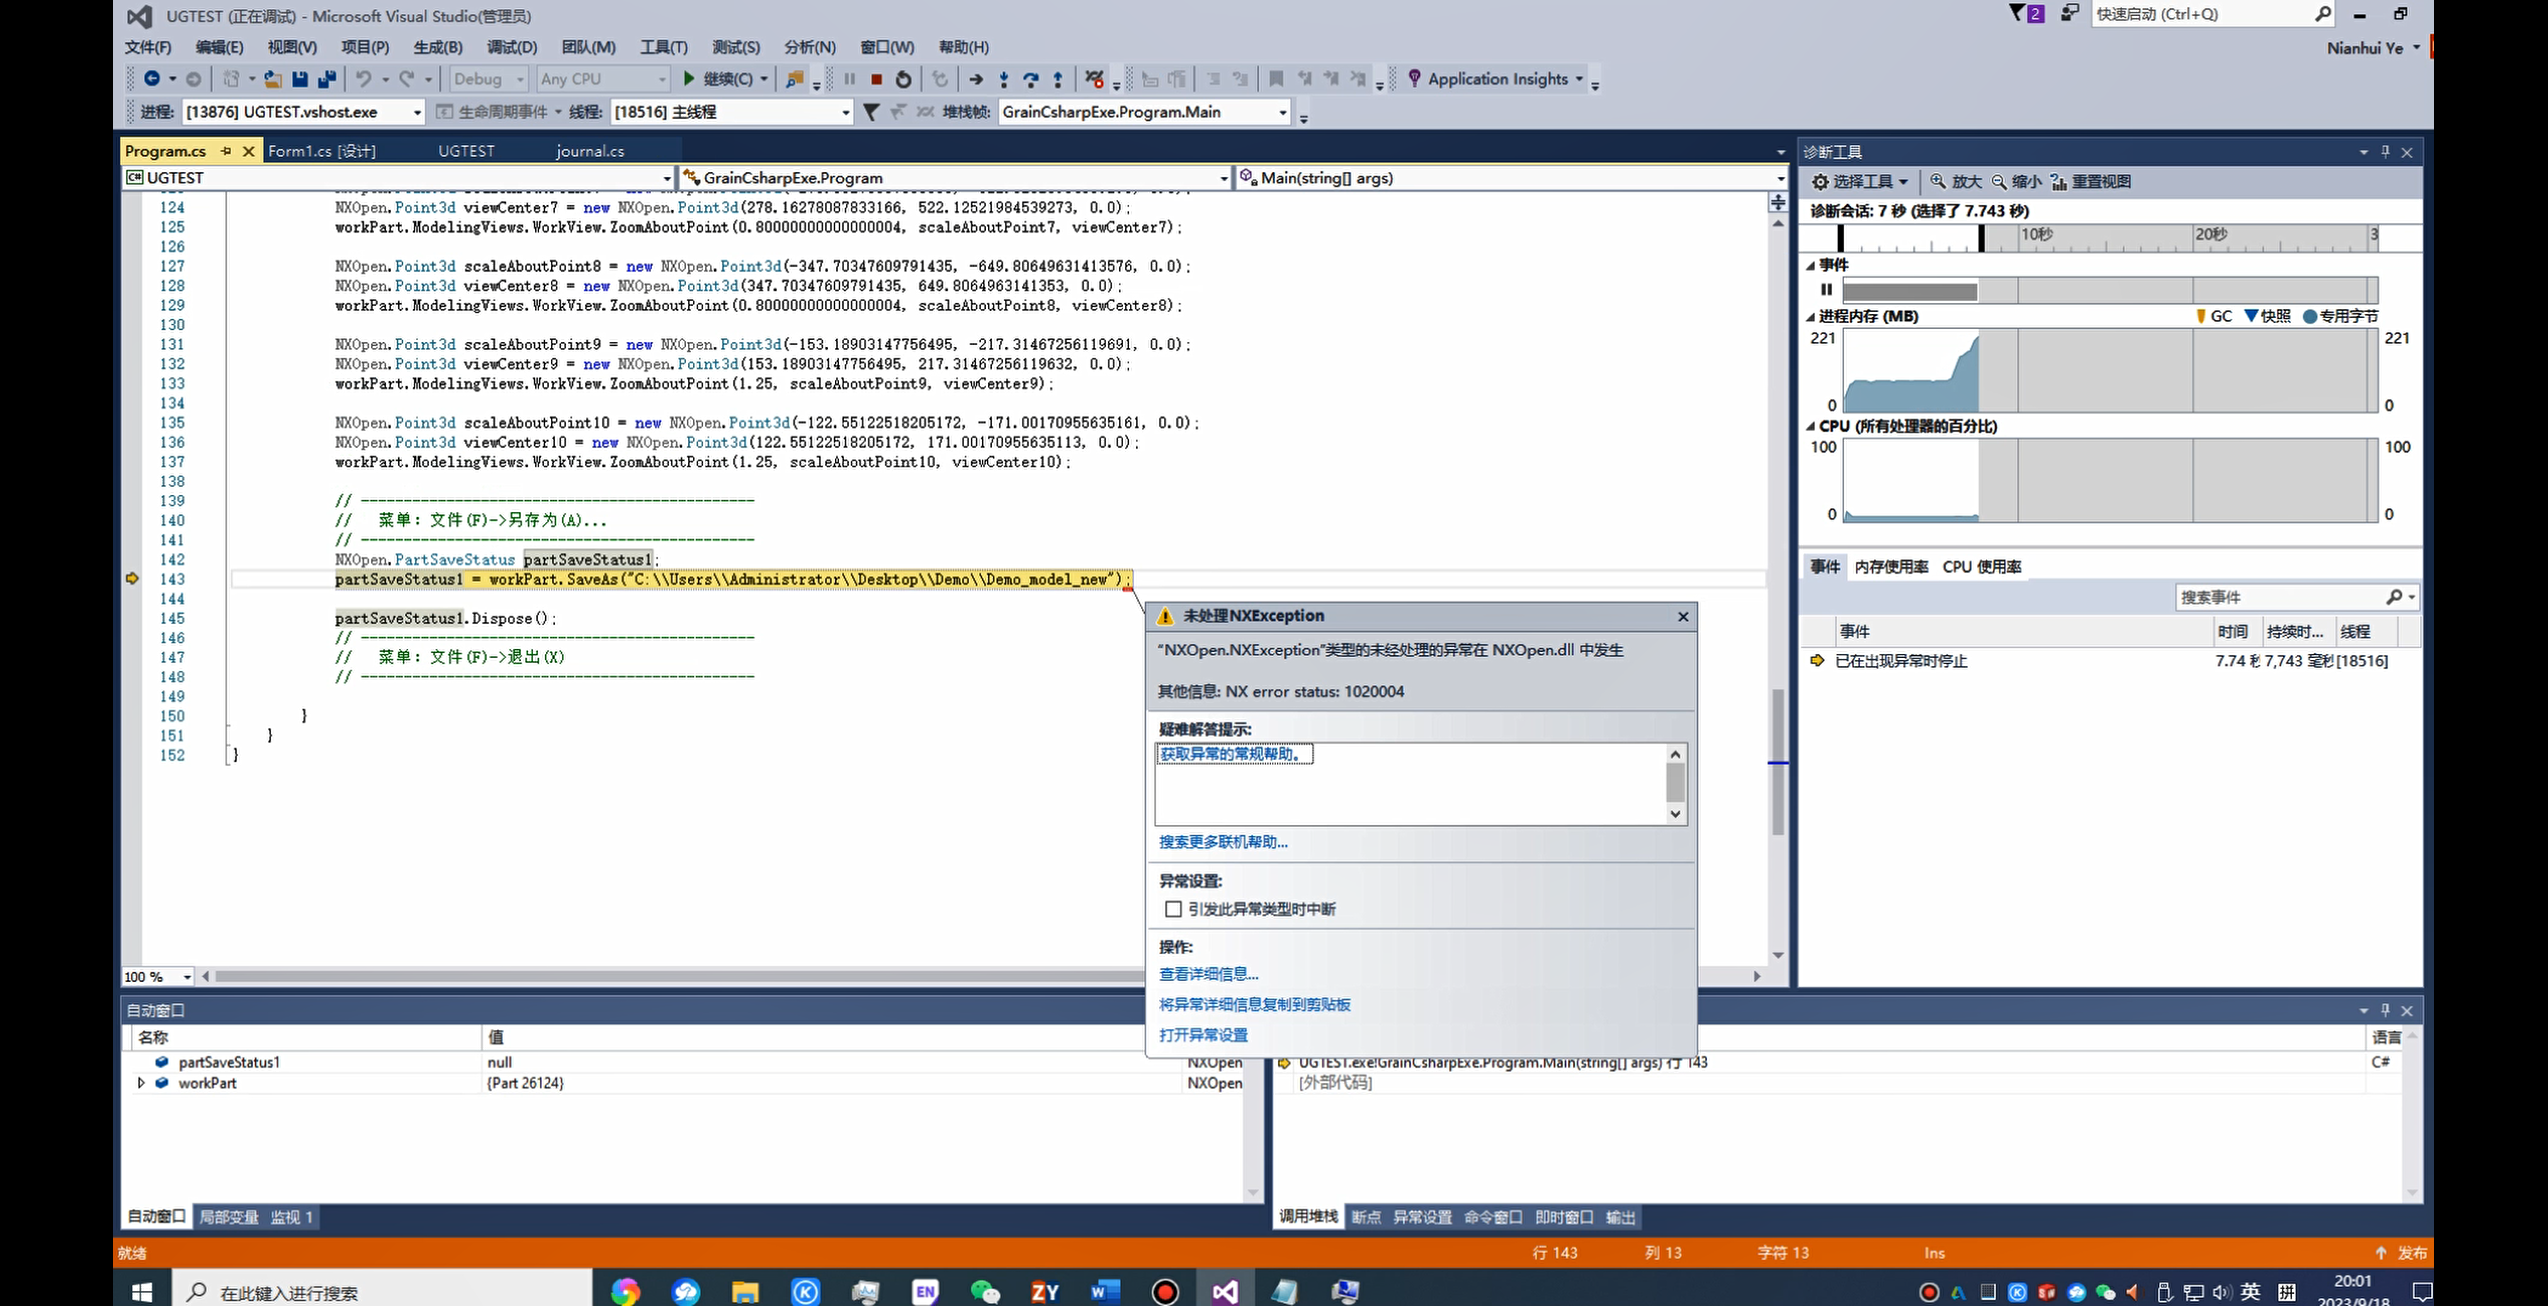 UGTEST (正在调试) - Microsoft Visual Studio(管理员)
2
快速启动 (Ctrl+Q)
文件(F) 编辑(E) 视图(V) 项目(P) 生成(B) 调试(D) 团队(M) 工具(T) 测试(S) 分析(N) 窗口(W) 帮助(H)
Nianhui Ye
Debug Any CPU 继续(C) Application Insights
进程: [13876] UGTEST.vshost.exe 生命周期事件 线程: [18516] 主线程 堆栈帧: GrainCsharpExe.Program.Main
Program.cs Form1.cs [设计] UGTEST journal.cs
UGTEST GrainCsharpExe.Program Main(string[] args)
124 NXOpen.Point3d viewCenter7 = new NXOpen.Point3d(278.16278087833166, 522.12521984539273, 0.0);
125 workPart.ModelingViews.WorkView.ZoomAboutPoint(0.80000000000000004, scaleAboutPoint7, viewCenter7);
126
127 NXOpen.Point3d scaleAboutPoint8 = new NXOpen.Point3d(-347.70347609791435, -649.80649631413576, 0.0);
128 NXOpen.Point3d viewCenter8 = new NXOpen.Point3d(347.70347609791435, 649.8064963141353, 0.0);
129 workPart.ModelingViews.WorkView.ZoomAboutPoint(0.80000000000000004, scaleAboutPoint8, viewCenter8);
130
131 NXOpen.Point3d scaleAboutPoint9 = new NXOpen.Point3d(-153.18903147756495, -217.31467256119691, 0.0);
132 NXOpen.Point3d viewCenter9 = new NXOpen.Point3d(153.18903147756495, 217.31467256119632, 0.0);
133 workPart.ModelingViews.WorkView.ZoomAboutPoint(1.25, scaleAboutPoint9, viewCenter9);
134
135 NXOpen.Point3d scaleAboutPoint10 = new NXOpen.Point3d(-122.55122518205172, -171.00170955635161, 0.0);
136 NXOpen.Point3d viewCenter10 = new NXOpen.Point3d(122.55122518205172, 171.00170955635113, 0.0);
137 workPart.ModelingViews.WorkView.ZoomAboutPoint(1.25, scaleAboutPoint10, viewCenter10);
138
139 // ----------------------------------------------
140 // 菜单: 文件(F)->另存为(A)...
141 // ----------------------------------------------
142 NXOpen.PartSaveStatus partSaveStatus1;
143 partSaveStatus1 = workPart.SaveAs("C:\\Users\\Administrator\\Desktop\\Demo\\Demo_model_new");
144
145 partSaveStatus1.Dispose();
146 // ----------------------------------------------
147 // 菜单: 文件(F)->退出(X)
148 // ----------------------------------------------
149
150 }
151 }
152 }
100 %
未处理NXException
"NXOpen.NXException"类型的未经处理的异常在 NXOpen.dll 中发生
其他信息: NX error status: 1020004
疑难解答提示:
获取异常的常规帮助。
搜索更多联机帮助...
异常设置:
引发此异常类型时中断
操作:
查看详细信息...
将异常详细信息复制到剪贴板
打开异常设置
诊断工具
选择工具 放大 缩小 重置视图
诊断会话: 7 秒 (选择了 7.743 秒)
10秒 20秒 3
事件
进程内存 (MB) GC 快照 专用字节
221 221
0 0
CPU (所有处理器的百分比)
100 100
0 0
事件 内存使用率 CPU 使用率
搜索事件
事件 时间 持续时... 线程
已在出现异常时停止 7.74 秒 7,743 毫秒 [18516]
自动窗口
名称 值
partSaveStatus1 null NXOpen
workPart {Part 26124} NXOpen
自动窗口 局部变量 监视 1
语言
UGTEST.exe!GrainCsharpExe.Program.Main(string[] args) 行 143 C#
[外部代码]
调用堆栈 断点 异常设置 命令窗口 即时窗口 输出
就绪 行 143 列 13 字符 13 Ins 发布
在此键入进行搜索
EN ZY
英 拼
20:01
2023/9/18